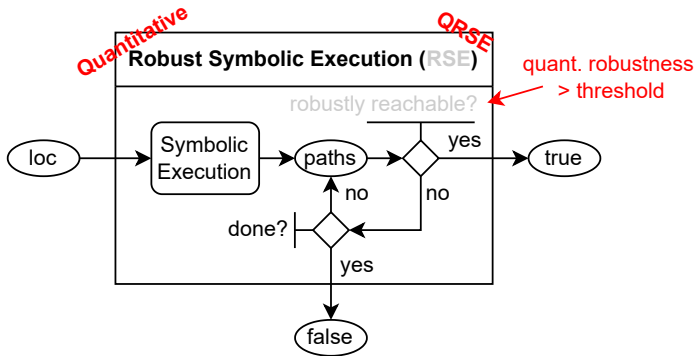 Quantitative
QRSE
Robust Symbolic Execution (RSE)
quant. robustness
> threshold
robustly reachable?
loc
Symbolic
Execution
paths
yes
true
no
no
done?
yes
false